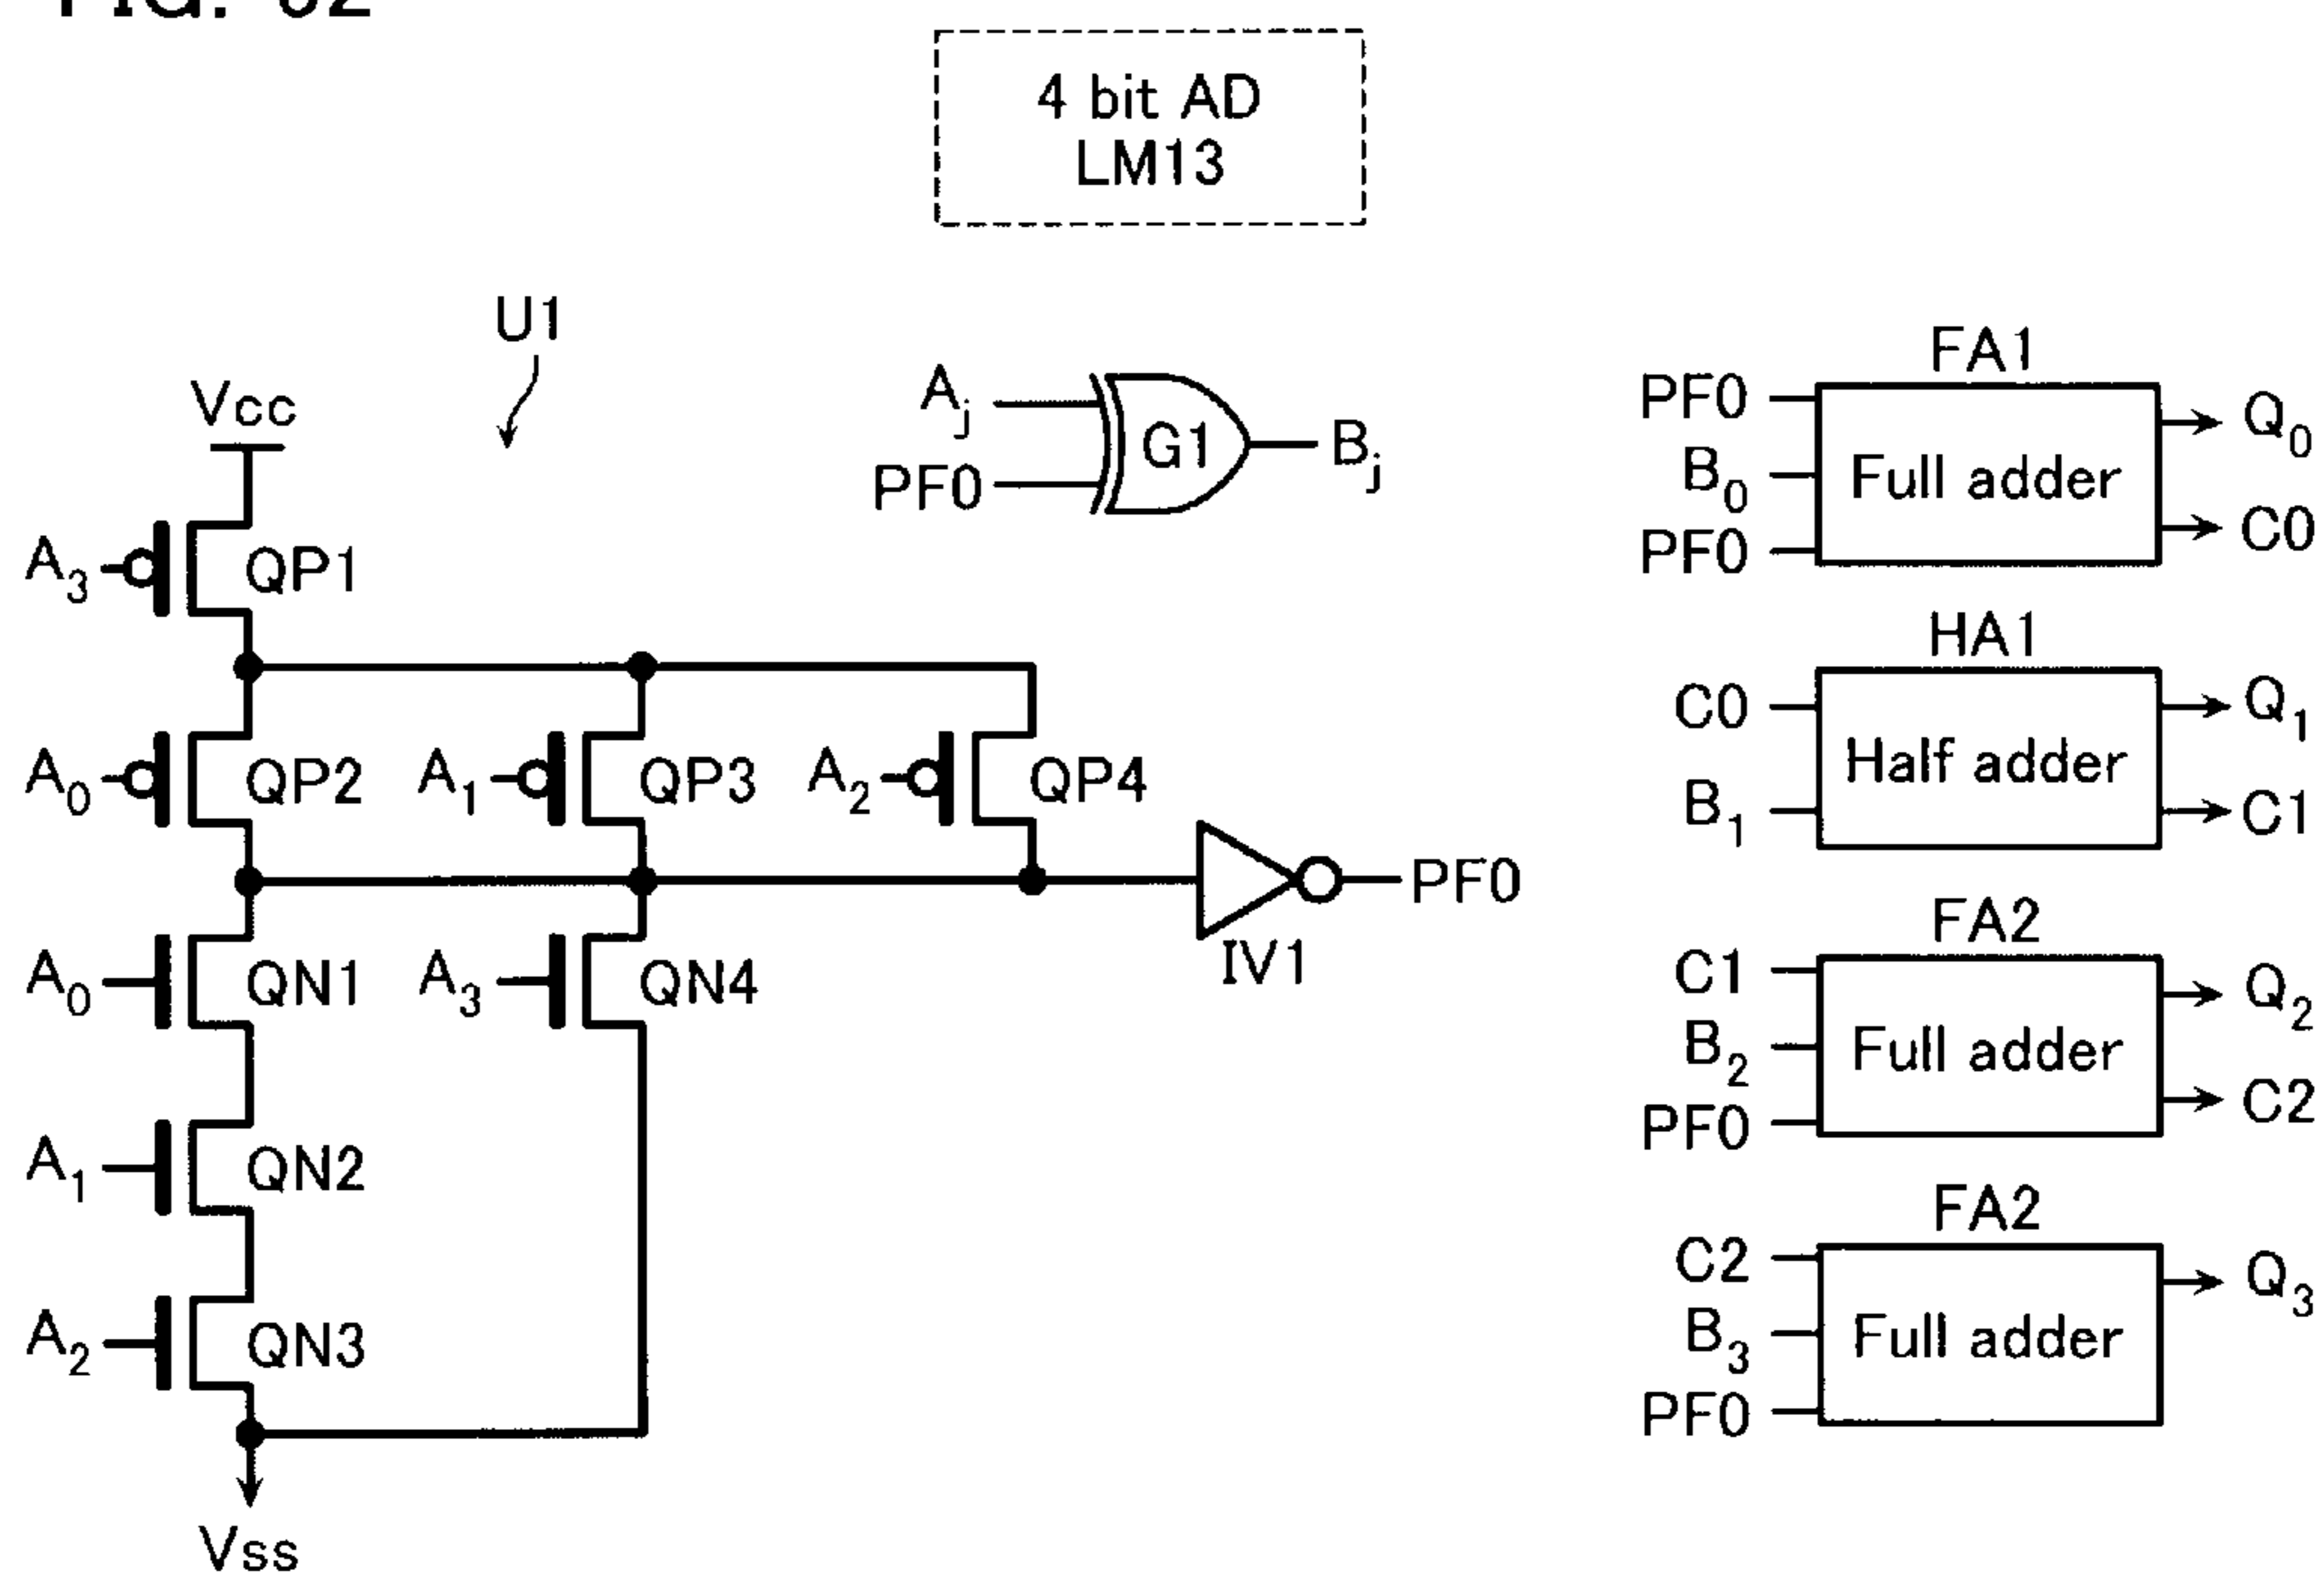 FIG. 32
4 bit AD
LM13
U1
Vcc
A3
QP1
A0
QP2
A1
QP3
A2
QP4
A0
QN1
A3
QN4
IV1
PF0
A1
QN2
A2
QN3
Vss
Aj
PF0
G1
Bj
FA1
PF0
B0
PF0
Full adder
Q0
C0
HA1
C0
B1
Half adder
Q1
C1
FA2
C1
B2
PF0
Full adder
Q2
C2
FA2
C2
B3
PF0
Full adder
Q3